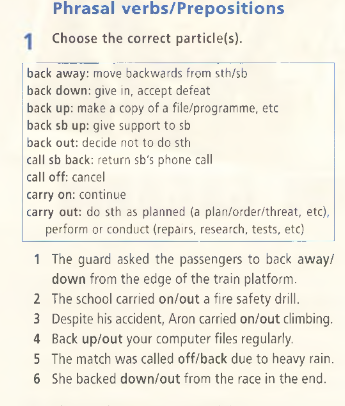 Phrasal verbs/Prepositions
1 Choose the correct particle(s).
back away: move backwards from sth/sb
back down: give in, accept defeat
back up: make a copy of a file/programme, etc
back sb up: give support to sb
back out: decide not to do sth
call sb back: return sb's phone call
call off: cancel
carry on: continue
carry out: do sth as planned (a plan/order/threat, etc),
perform or conduct (repairs, research, tests, etc)
1 The guard asked the passengers to back away/
down from the edge of the train platform.
2 The school carried on/out a fire safety drill.
3 Despite his accident, Aron carried on/out climbing.
4 Back up/out your computer files regularly.
5 The match was called off/back due to heavy rain.
6 She backed down/out from the race in the end.